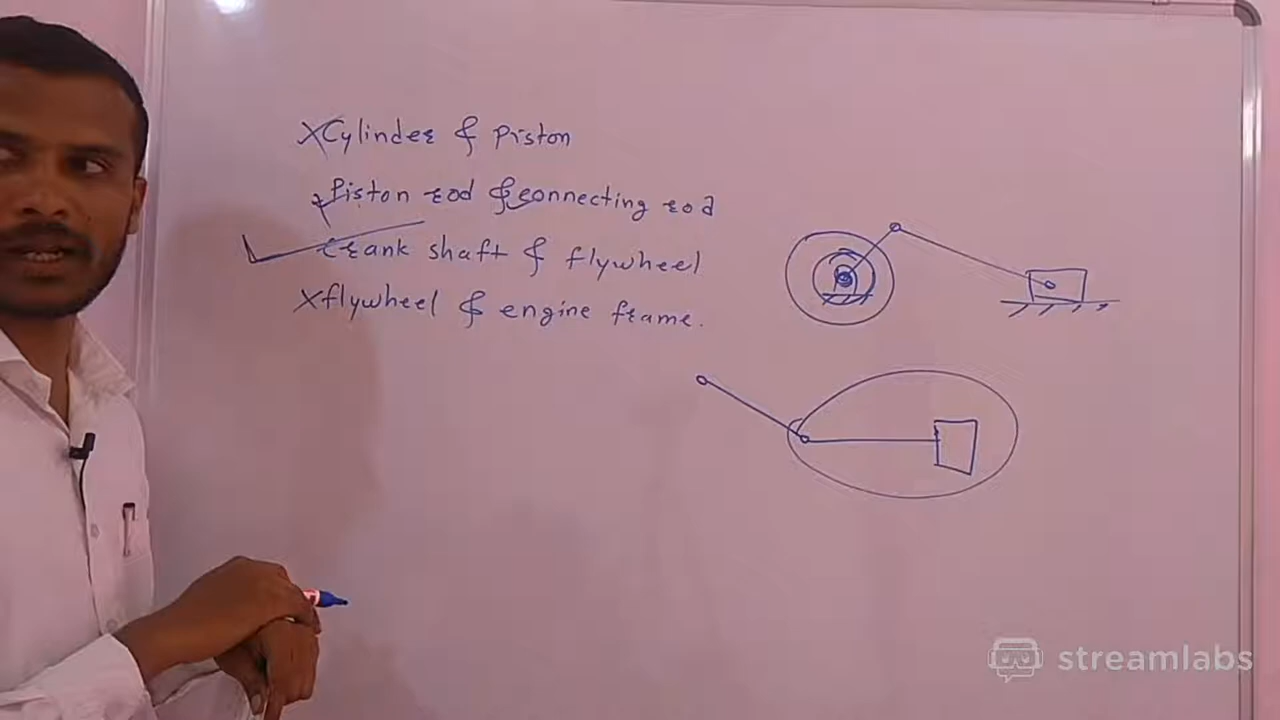 Cylinder & Piston
Piston rod & connecting rod
Crank shaft & flywheel
flywheel & engine frame.
streamlabs